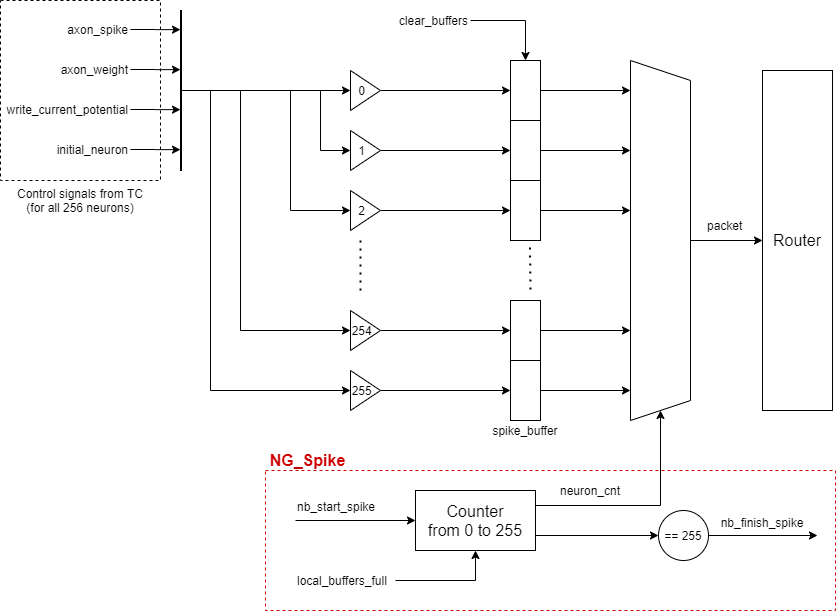 clear_buffers
axon_spike
axon_weight
write_current_potential
initial_neuron
Control signals from TC
(for all 256 neurons)
0
1
2
254
255
spike_buffer
packet
Router
NG_Spike
neuron_cnt
nb_start_spike
Counter
from 0 to 255
== 255
nb_finish_spike
local_buffers_full